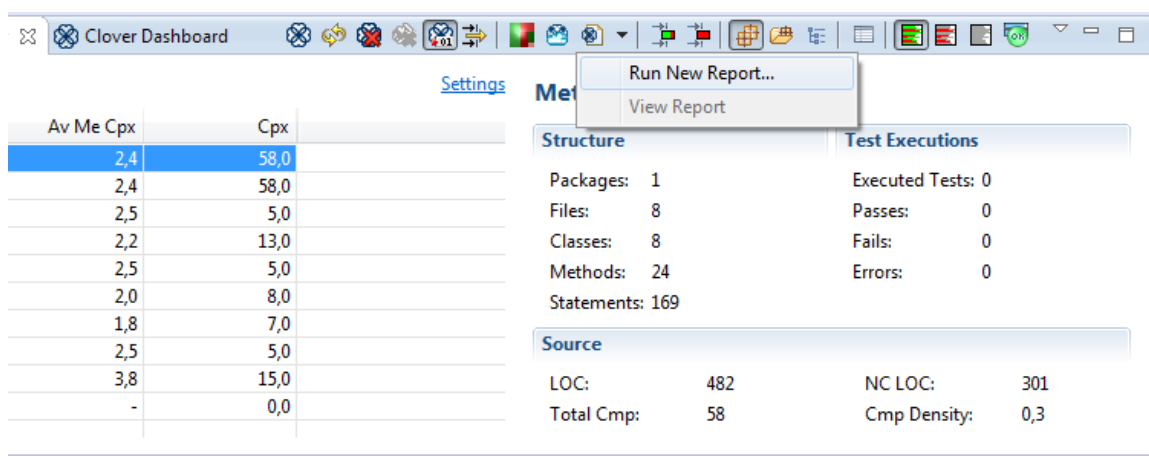 Clover Dashboard
Run New Report...
View Report
Settings
Met
Av Me Cpx Cpx
2,4 58,0
2,4 58,0
2,5 5,0
2,2 13,0
2,5 5,0
2,0 8,0
1,8 7,0
2,5 5,0
3,8 15,0
- 0,0
Structure
Packages: 1
Files: 8
Classes: 8
Methods: 24
Statements: 169
Test Executions
Executed Tests: 0
Passes: 0
Fails: 0
Errors: 0
Source
LOC: 482 NC LOC: 301
Total Cmp: 58 Cmp Density: 0,3